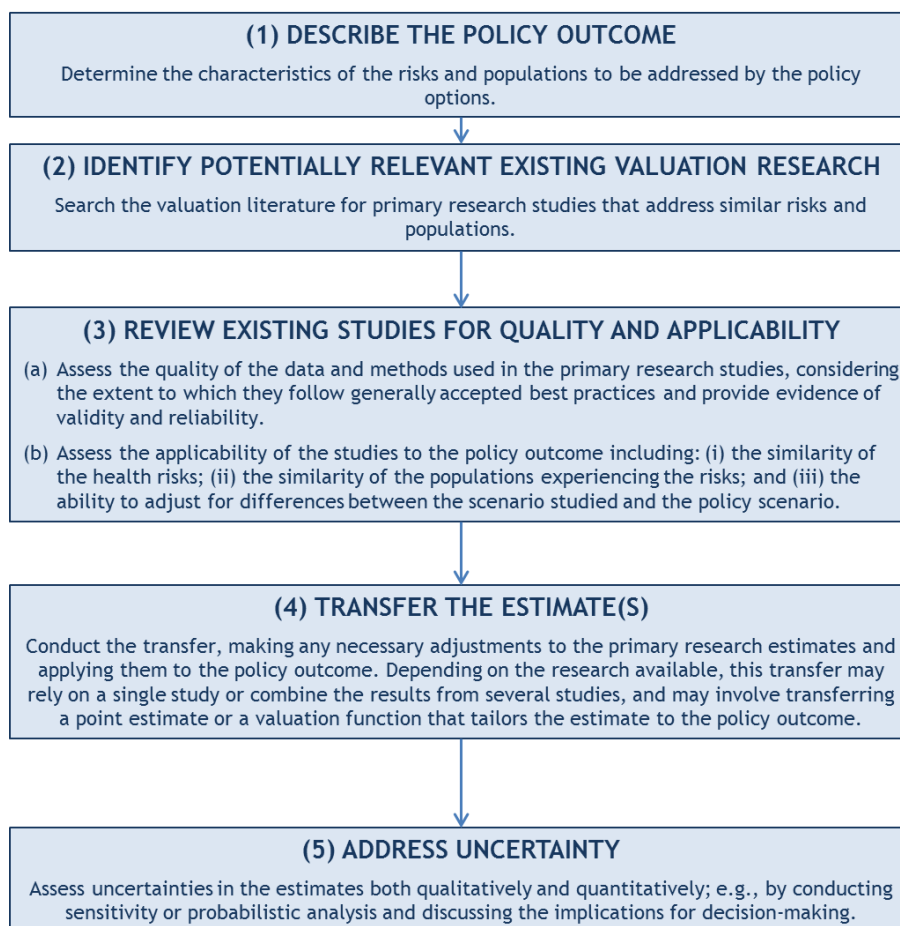 (1) DESCRIBE THE POLICY OUTCOME
Determine the characteristics of the risks and populations to be addressed by the policy
options.
(2) IDENTIFY POTENTIALLY RELEVANT EXISTING VALUATION RESEARCH
Search the valuation literature for primary research studies that address similar risks and
populations.
(3) REVIEW EXISTING STUDIES FOR QUALITY AND APPLICABILITY
(a) Assess the quality of the data and methods used in the primary research studies, considering
the extent to which they follow generally accepted best practices and provide evidence of
validity and reliability.
(b) Assess the applicability of the studies to the policy outcome including: (i) the similarity of
the health risks; (ii) the similarity of the populations experiencing the risks; and (iii) the
ability to adjust for differences between the scenario studied and the policy scenario.
(4) TRANSFER THE ESTIMATE(S)
Conduct the transfer, making any necessary adjustments to the primary research estimates and
applying them to the policy outcome. Depending on the research available, this transfer may
rely on a single study or combine the results from several studies, and may involve transferring
a point estimate or a valuation function that tailors the estimate to the policy outcome.
(5) ADDRESS UNCERTAINTY
Assess uncertainties in the estimates both qualitatively and quantitatively; e.g., by conducting
sensitivity or probabilistic analysis and discussing the implications for decision-making.